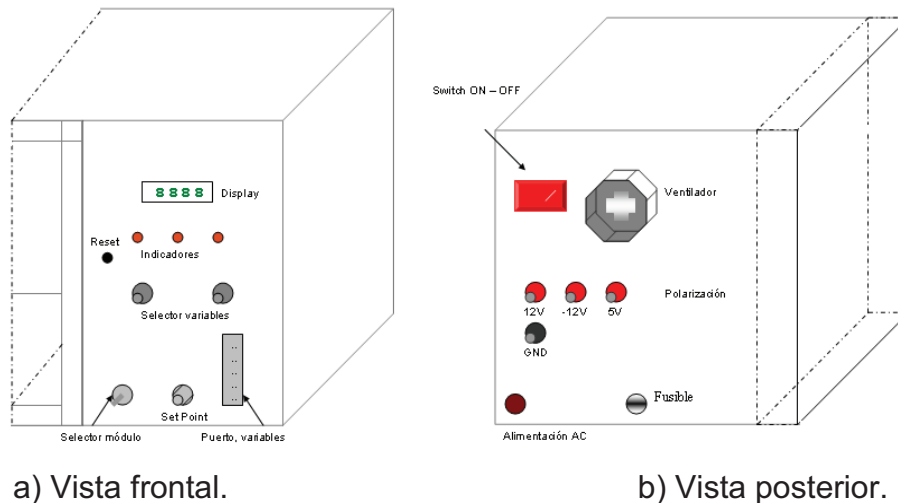 8888
Display
Reset
Indicadores
Selector variables
Set Point
Selector módulo
Puerto, variables
a) Vista frontal.
Switch ON – OFF
Ventilador
Polarización
12V
-12V
5V
GND
Fusible
Alimentación AC
b) Vista posterior.